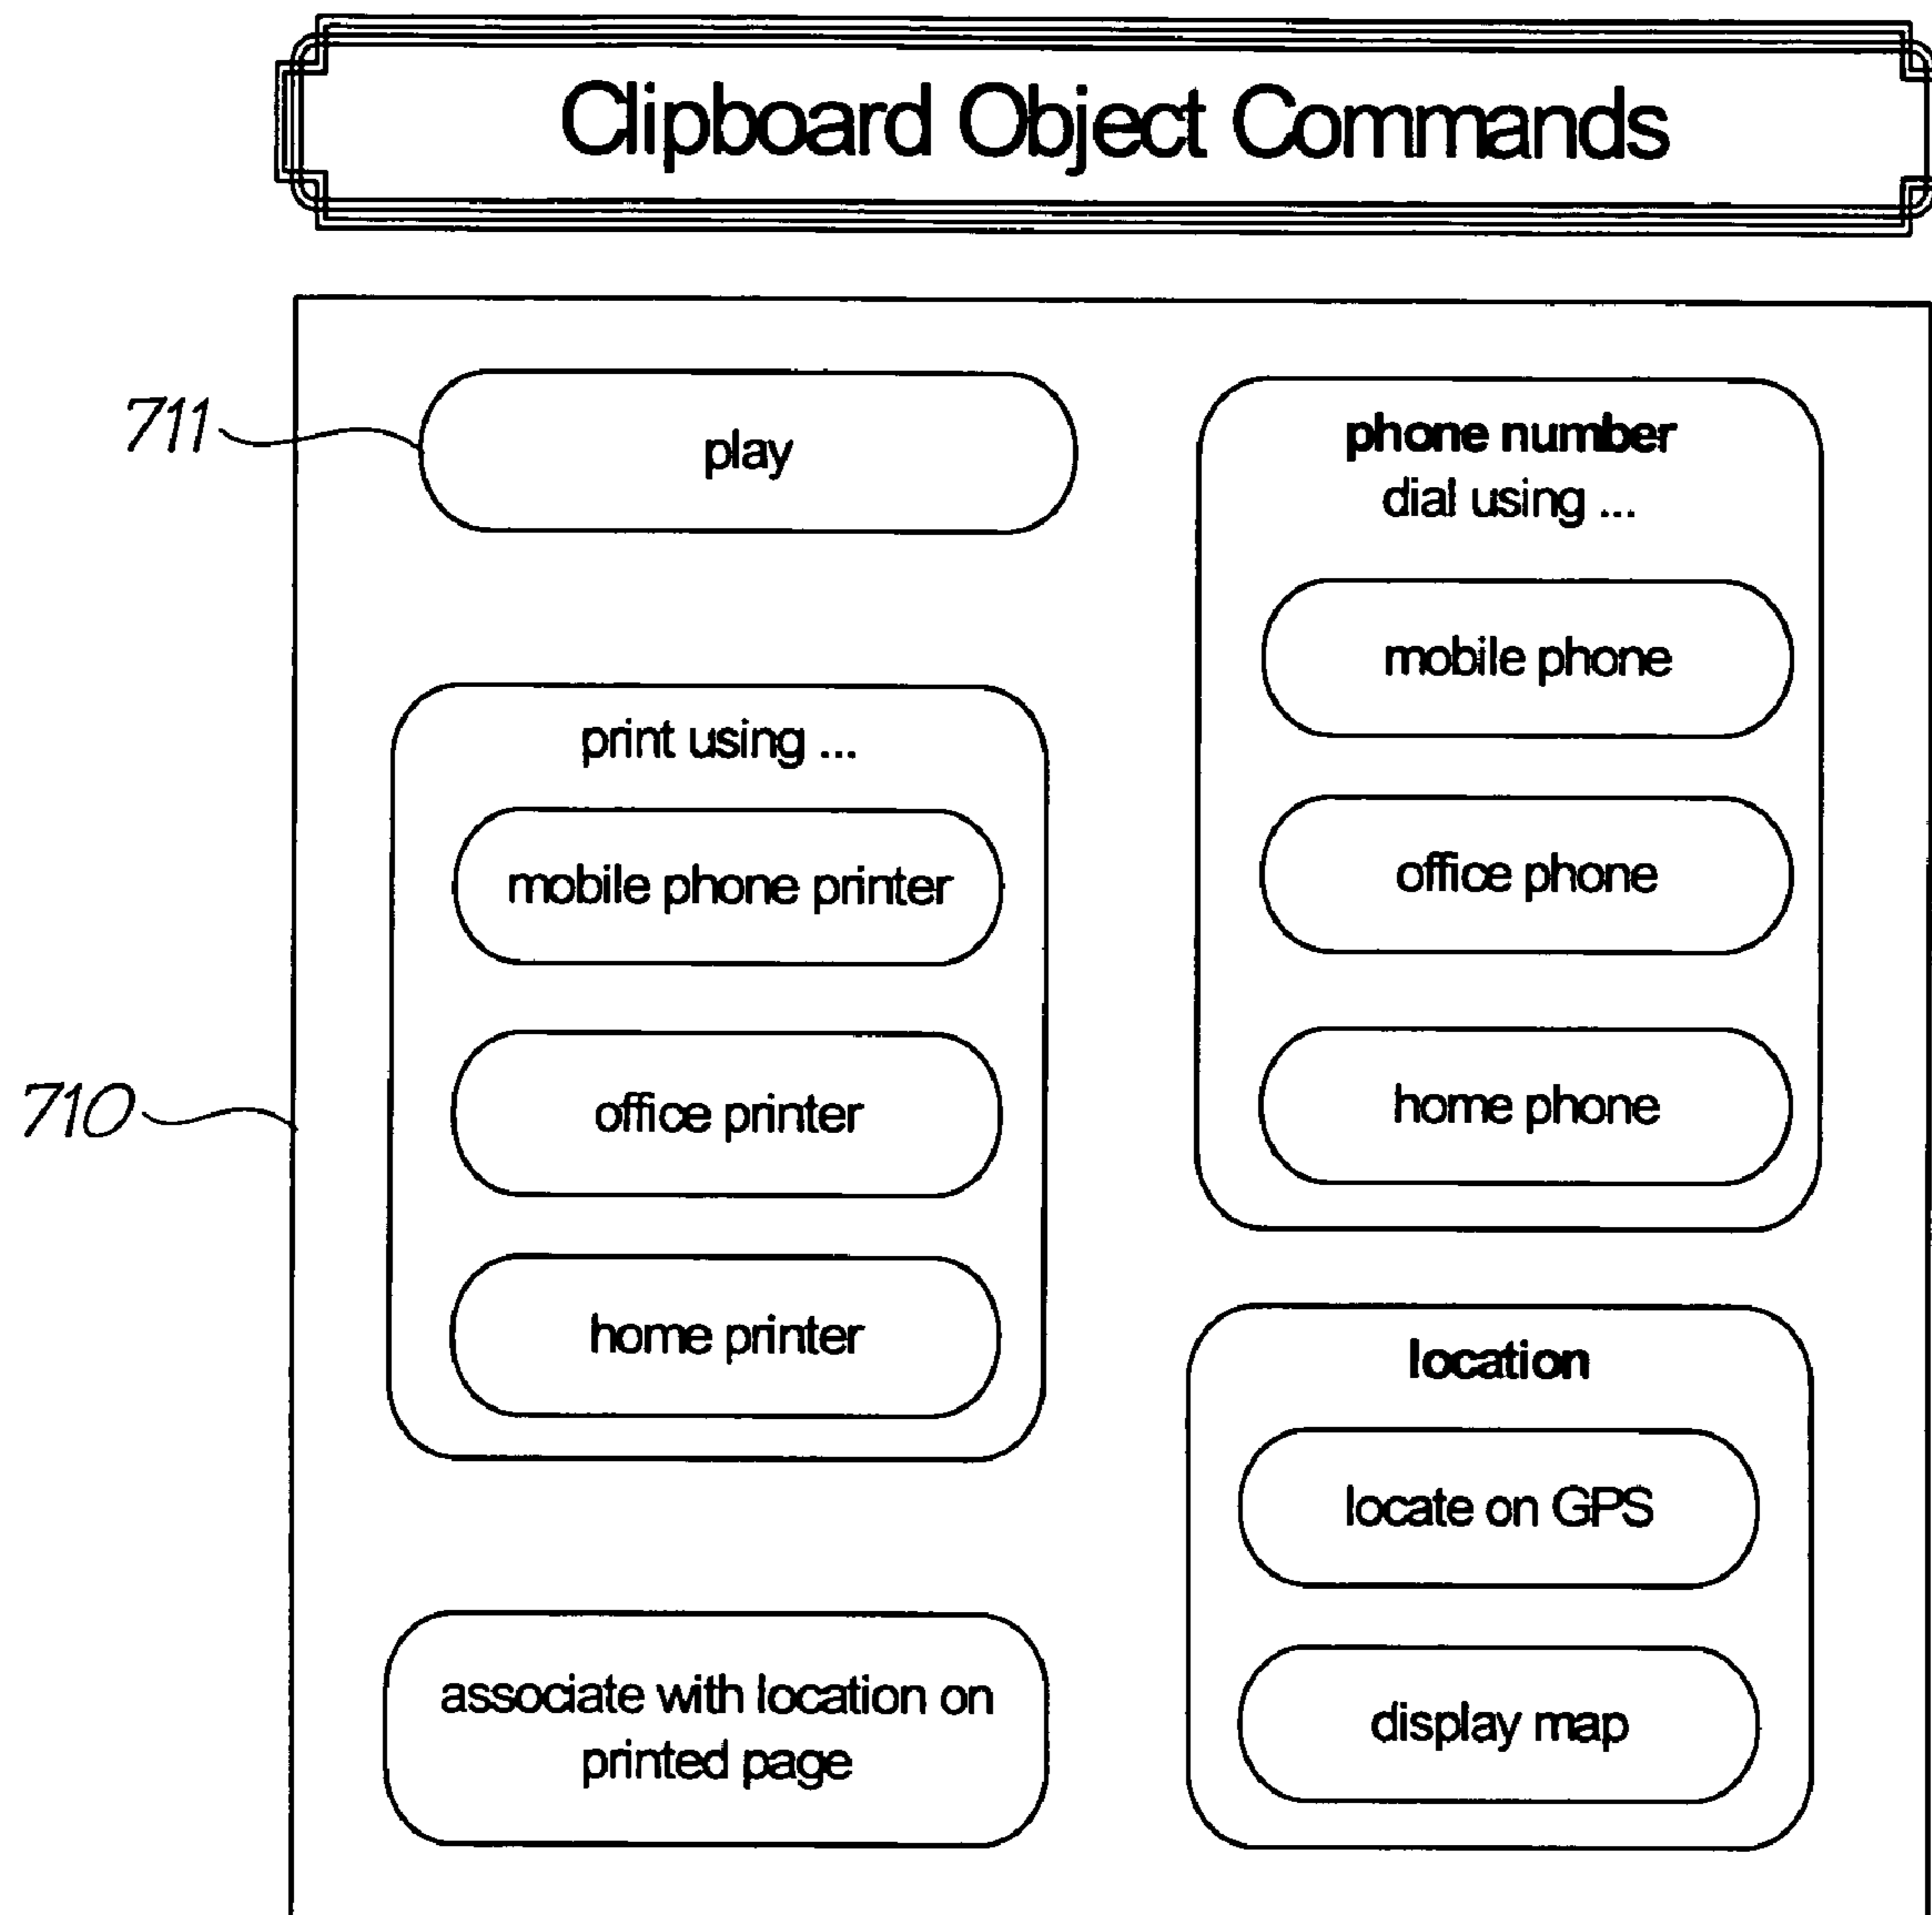 Clipboard Object Commands
711
play
print using ...
mobile phone printer
710
office printer
home printer
associate with location on
printed page
phone number
dial using ...
mobile phone
office phone
home phone
location
locate on GPS
display map